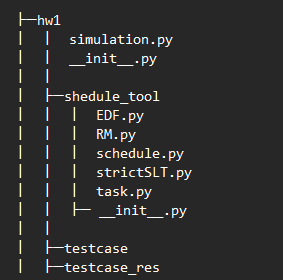 ├──hw1
│ │ simulation.py
│ │ __init__.py
│ │
│ ├──shedule_tool
│ │ │ EDF.py
│ │ │ RM.py
│ │ │ schedule.py
│ │ │ strictSLT.py
│ │ │ task.py
│ │ ├── __init__.py
│ │
│ ├──testcase
│ ├──testcase_res